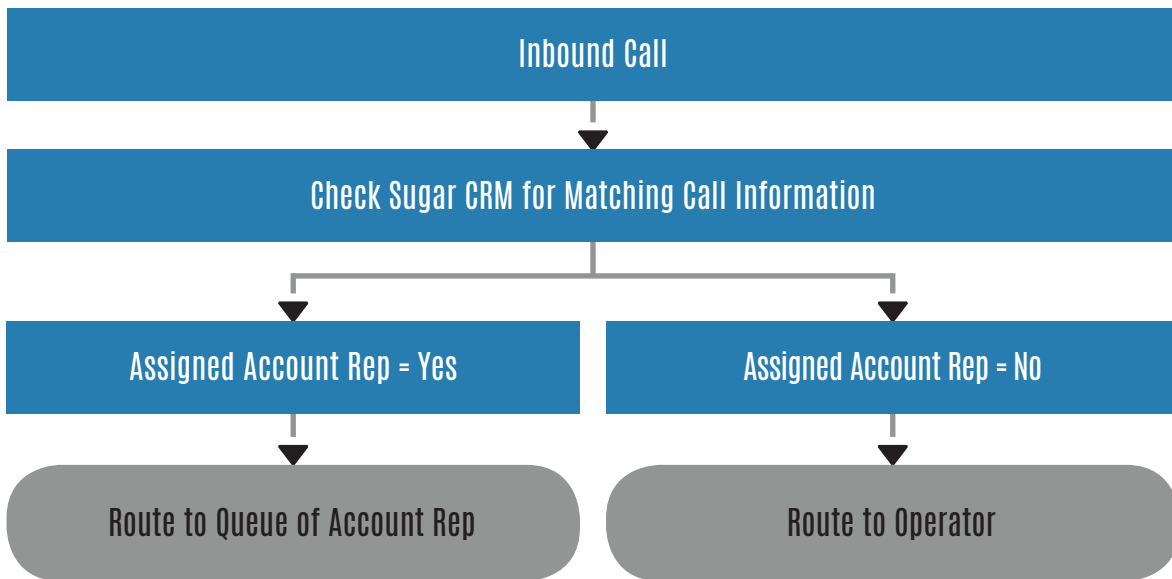 Inbound Call
Check Sugar CRM for Matching Call Information
Assigned Account Rep = Yes
Assigned Account Rep = No
Route to Queue of Account Rep
Route to Operator